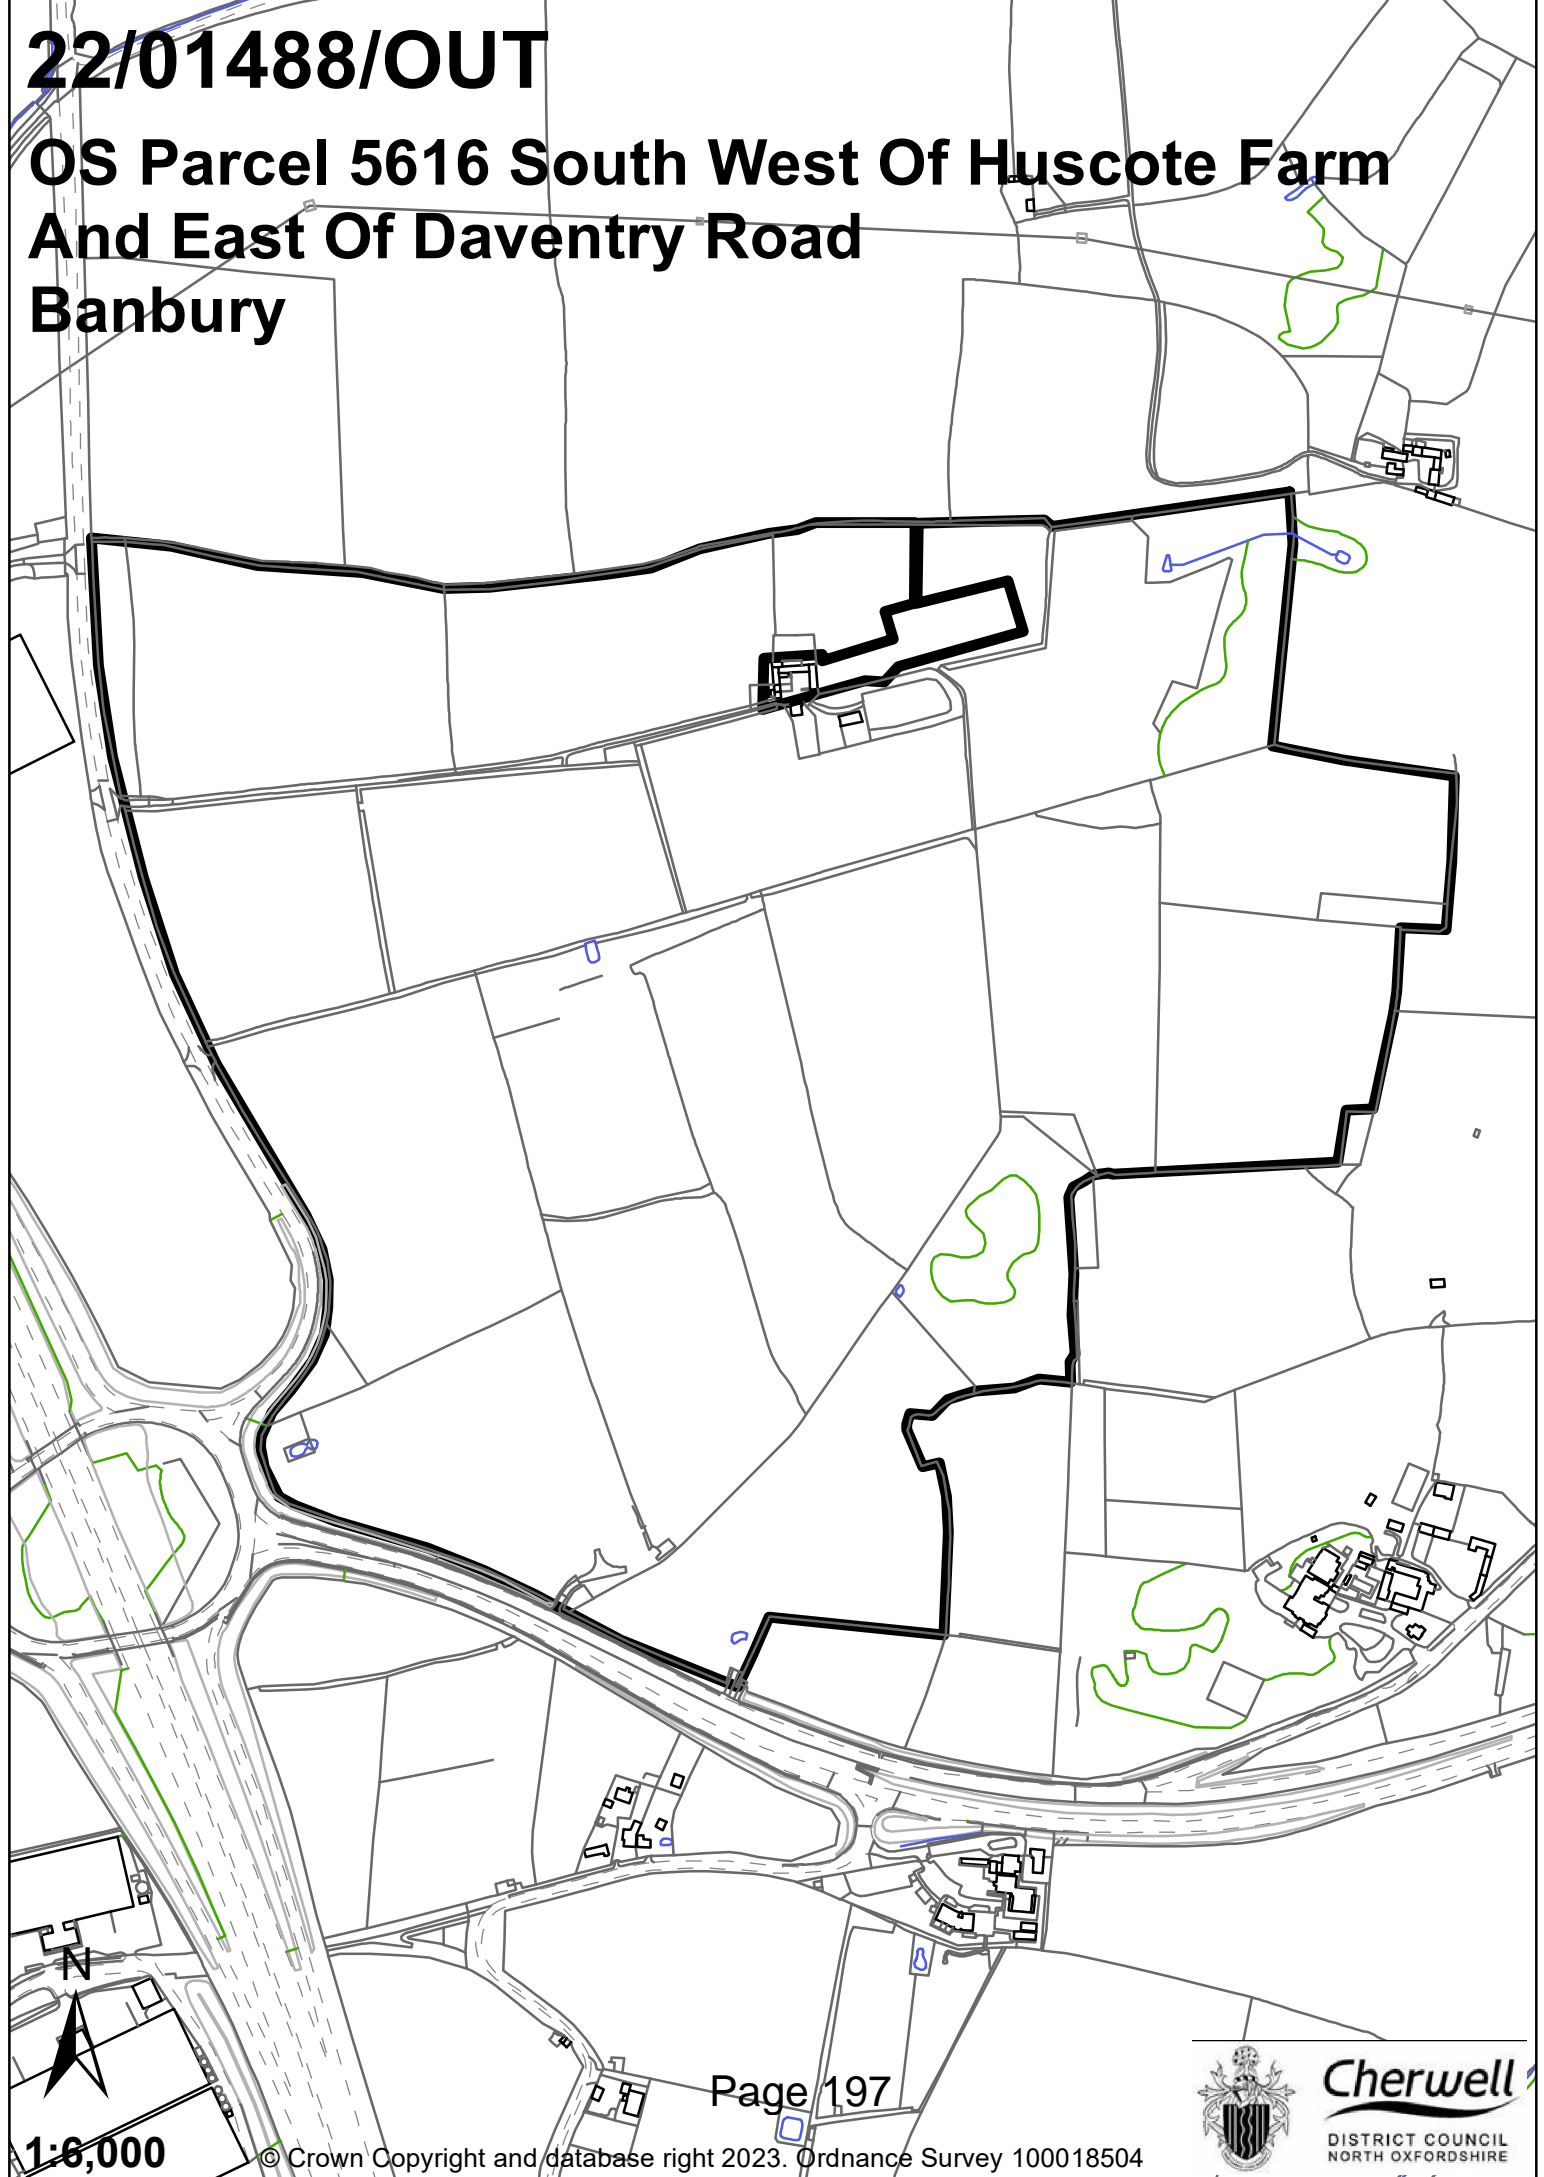 22/01488/OUT
OS Parcel 5616 South West Of Huscote Farm
And East Of Daventry Road
Banbury
N
Page 197
1:6,000
© Crown Copyright and database right 2023. Ordnance Survey 100018504
Cherwell
DISTRICT COUNCIL
NORTH OXFORDSHIRE